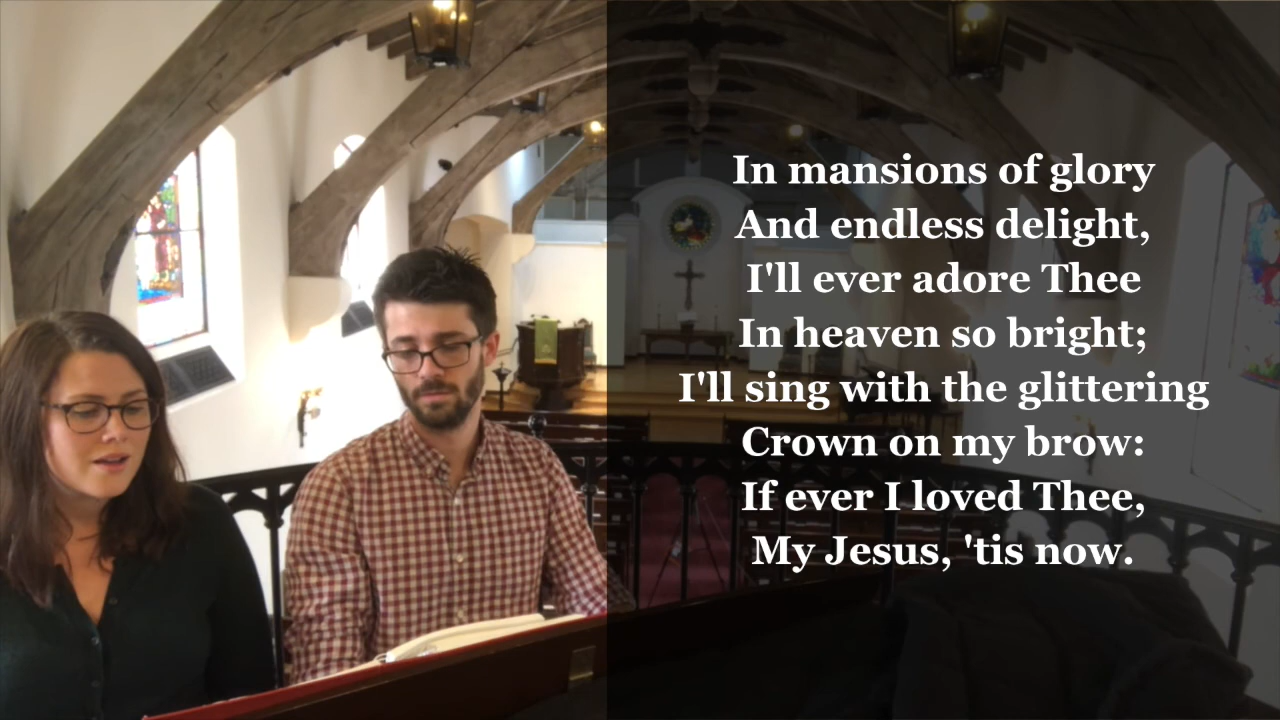 In mansions of glory
And endless delight,
I'll ever adore Thee
In heaven so bright;
I'll sing with the glittering
Crown on my brow:
If ever I loved Thee,
My Jesus, 'tis now.